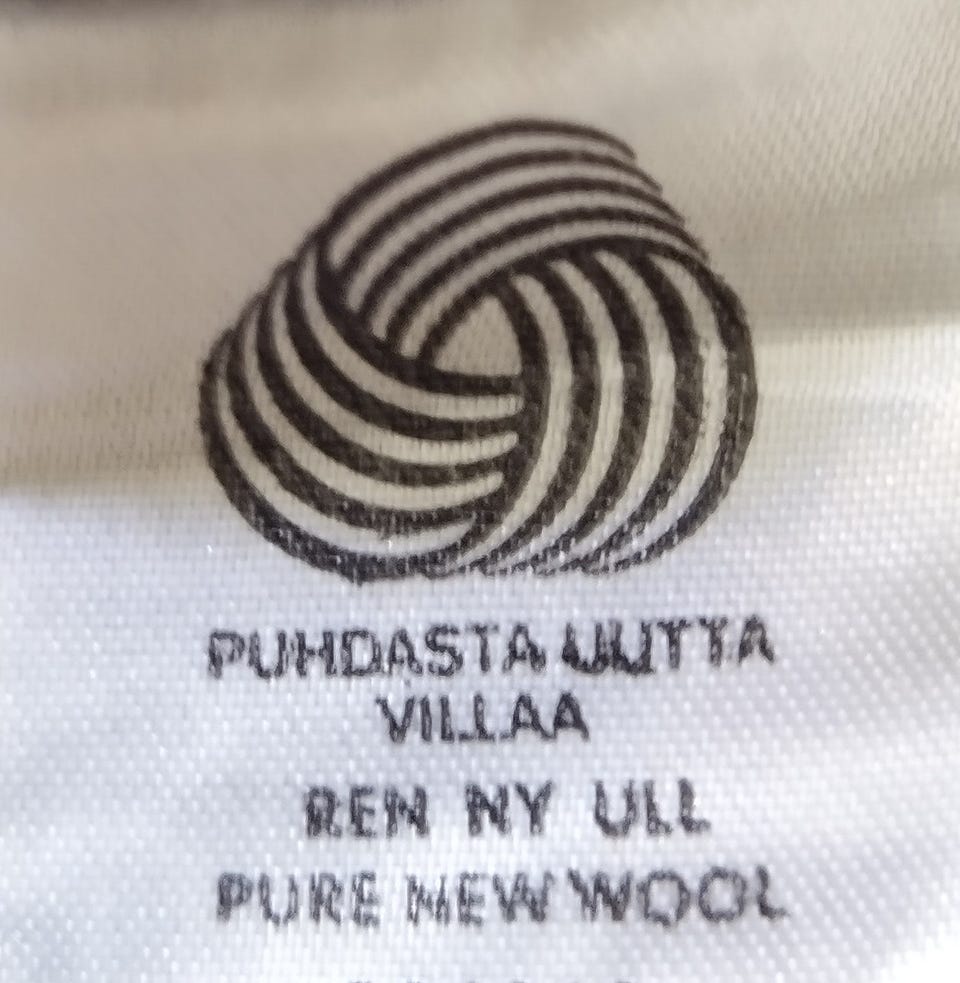 PUHDASTA UUTTA
VILLAA
REN NY ULL
PURE NEW WOOL